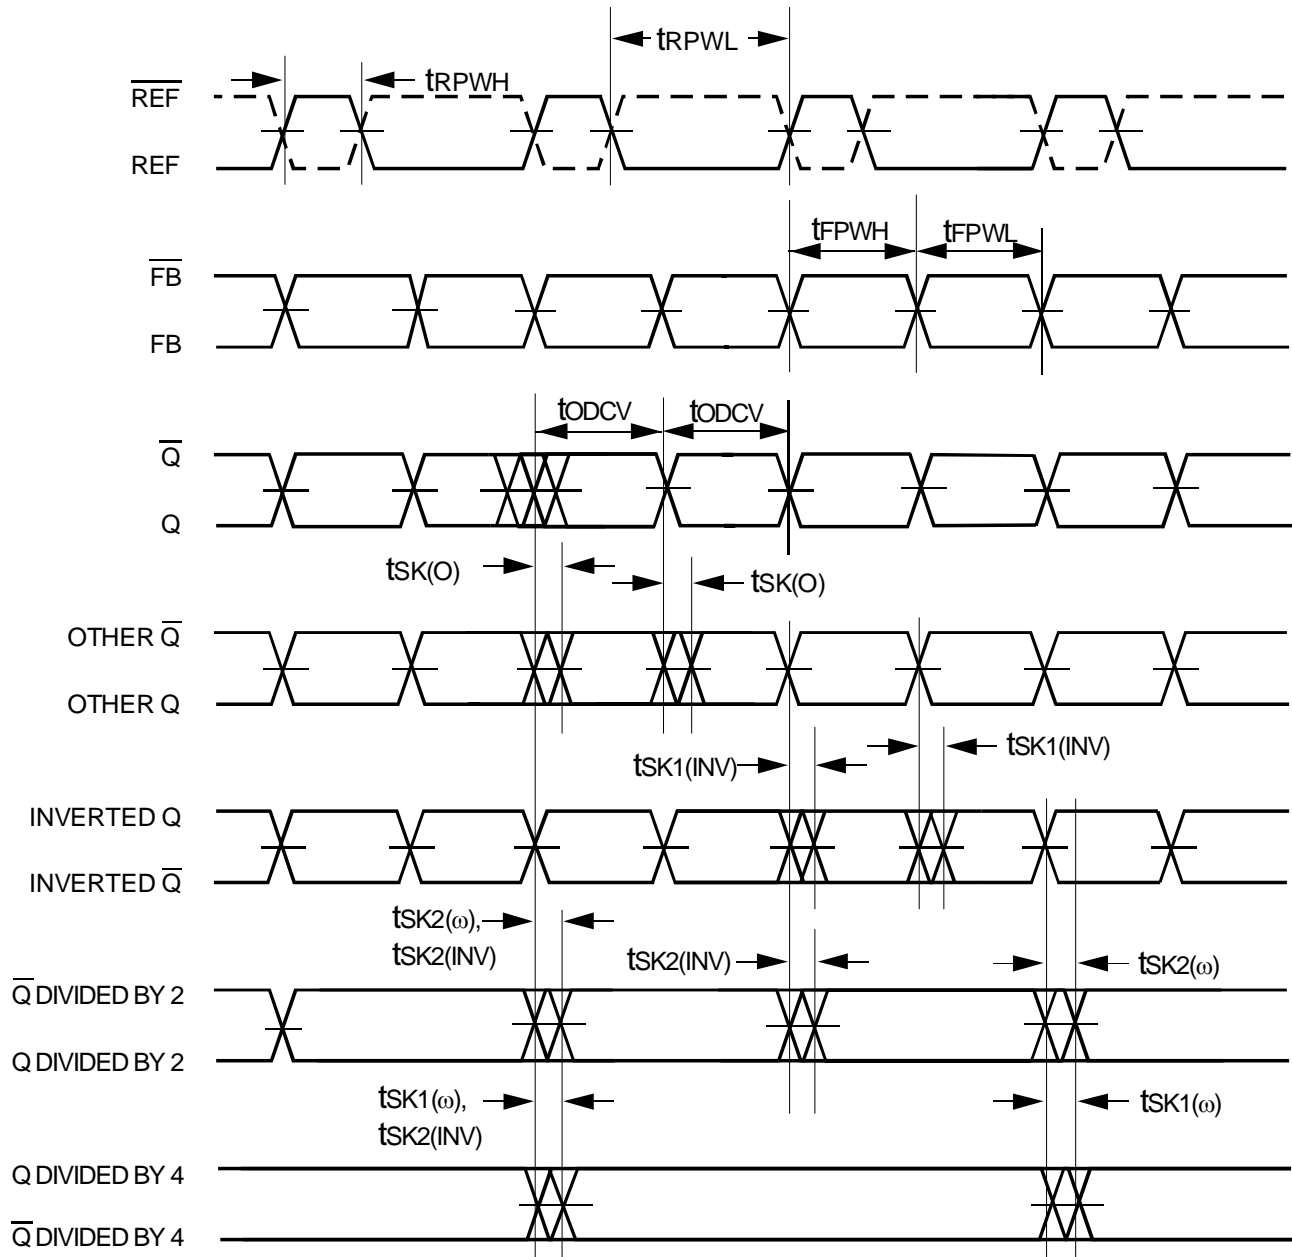 tRPWL
tRPWH
R̅E̅F̅
REF
tFPWH
tFPWL
F̅B̅
FB
tODCV
tODCV
Q̅
Q
tSK(O)
tSK(O)
OTHER Q̅
OTHER Q
tSK1(INV)
tSK1(INV)
INVERTED Q
INVERTED Q̅
tSK2(ω),
tSK2(INV)
tSK2(INV)
tSK2(ω)
Q̅ DIVIDED BY 2
Q DIVIDED BY 2
tSK1(ω),
tSK2(INV)
tSK1(ω)
Q DIVIDED BY 4
Q̅ DIVIDED BY 4